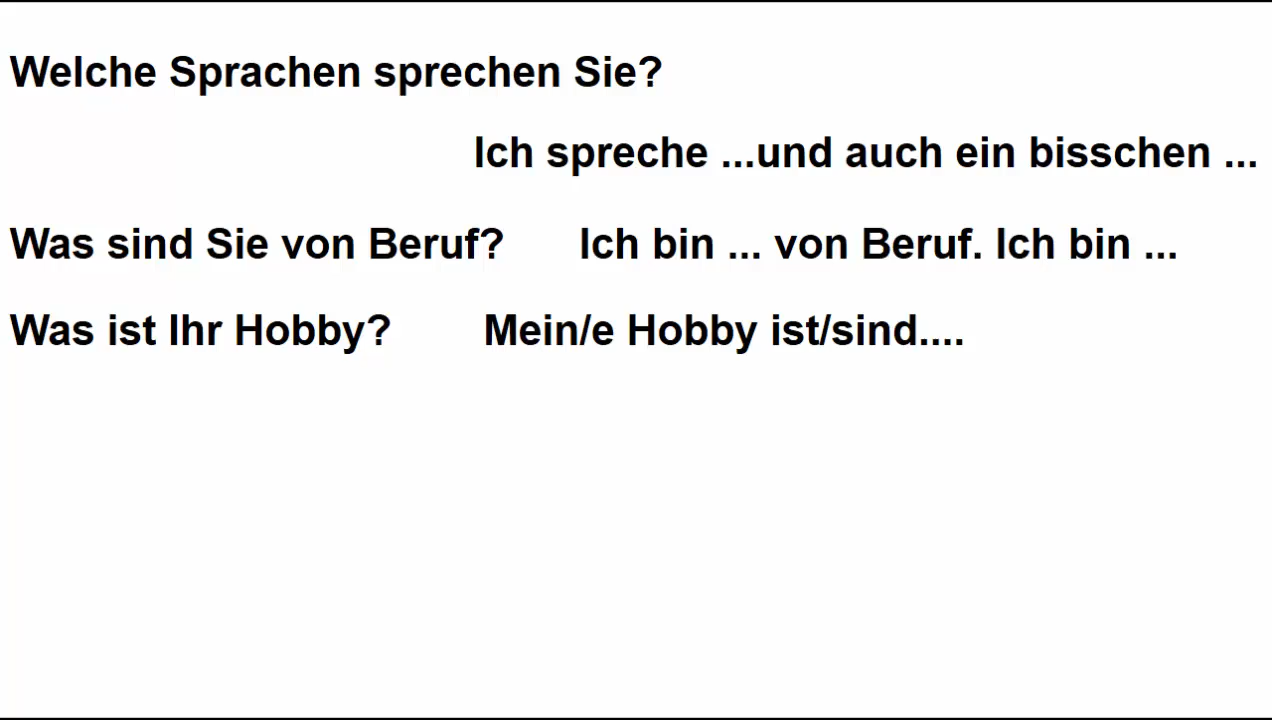 Welche Sprachen sprechen Sie?
Ich spreche ...und auch ein bisschen ...
Was sind Sie von Beruf? Ich bin ... von Beruf. Ich bin ...
Was ist Ihr Hobby? Mein/e Hobby ist/sind....